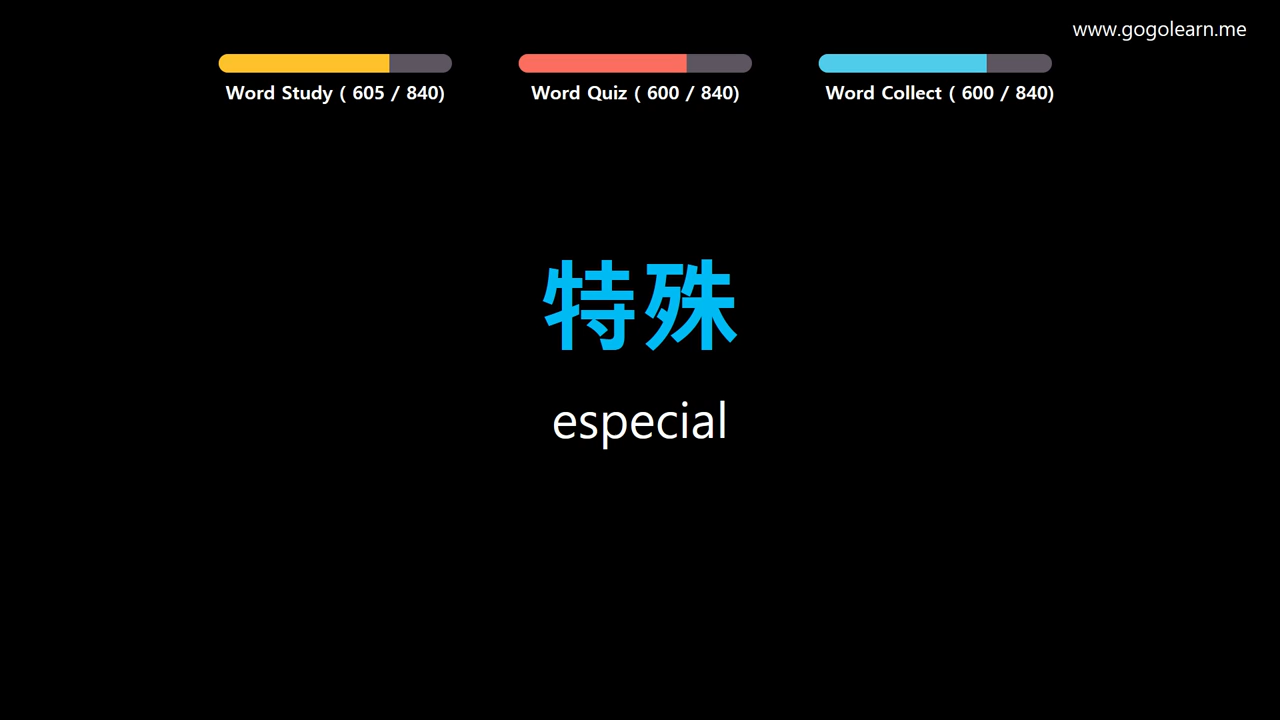 www.gogolearn.me
Word Study ( 605 / 840)
Word Quiz ( 600 / 840)
Word Collect ( 600 / 840)
特殊
especial